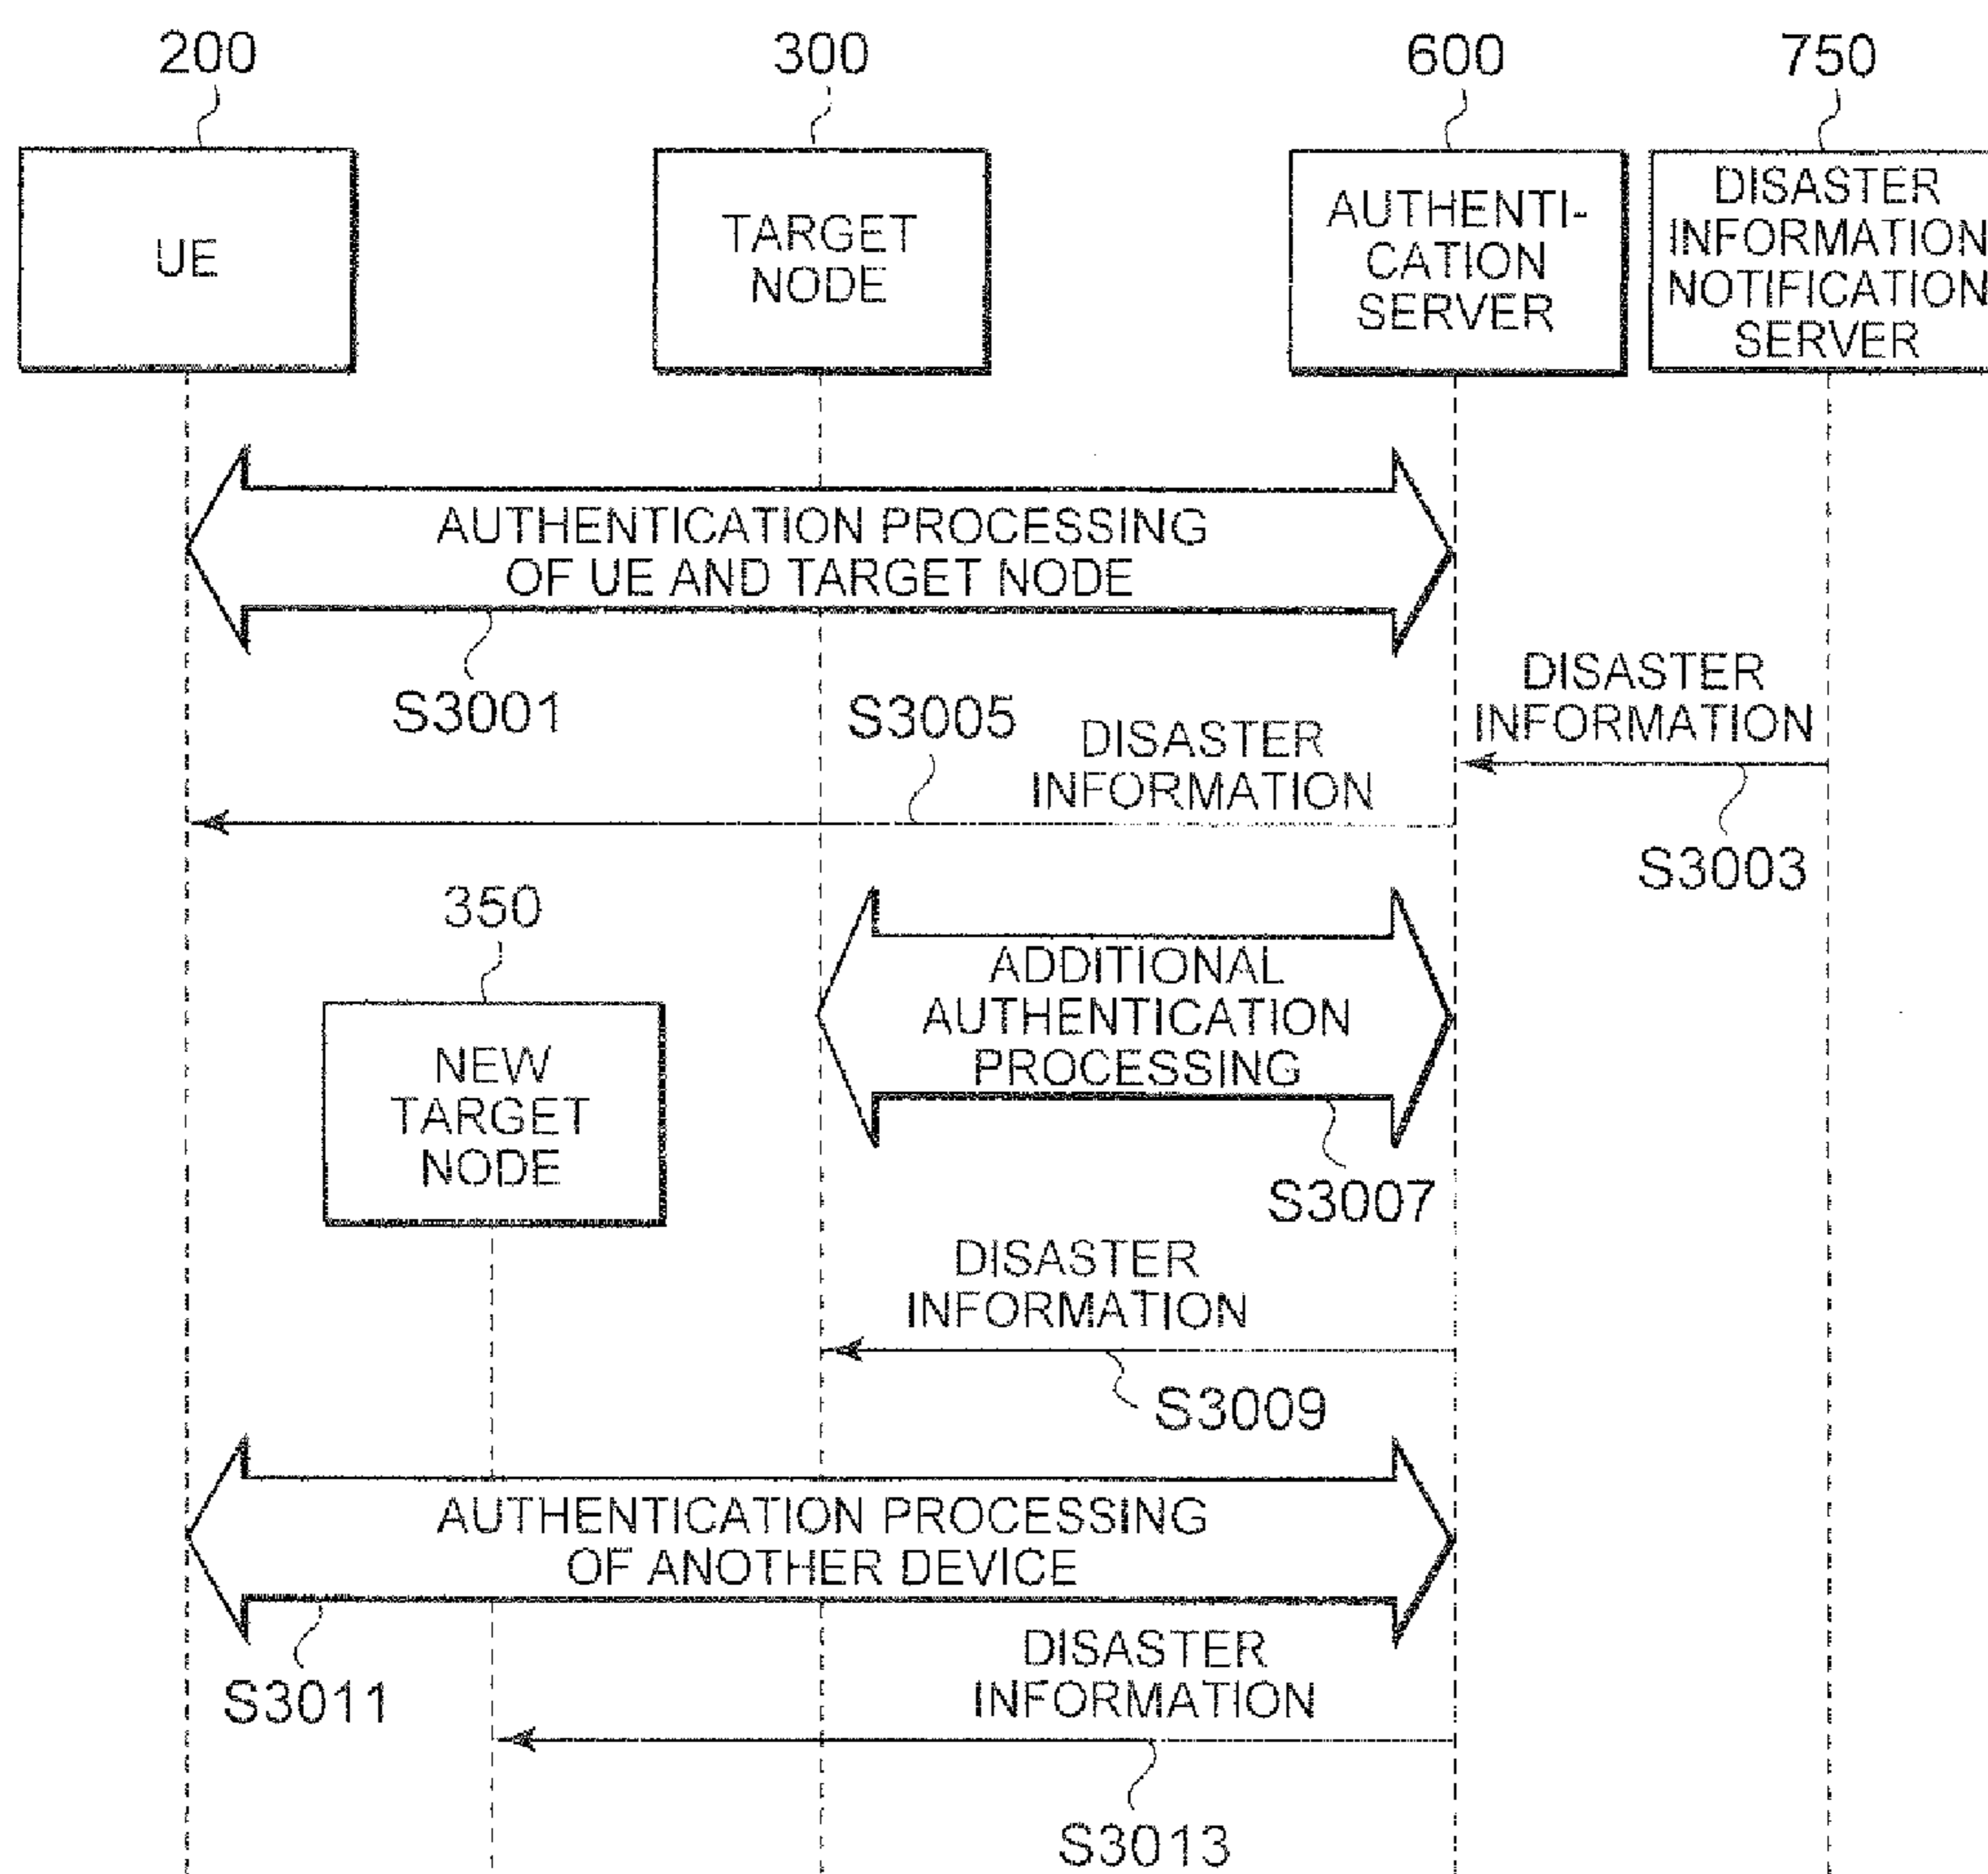 200
300
600
750
UE
TARGET
NODE
AUTHENTI-
CATION
SERVER
DISASTER
INFORMATION
NOTIFICATION
SERVER
AUTHENTICATION PROCESSING
OF UE AND TARGET NODE
S3001
DISASTER
INFORMATION
S3003
S3005
DISASTER
INFORMATION
350
NEW
TARGET
NODE
ADDITIONAL
AUTHENTICATION
PROCESSING
S3007
DISASTER
INFORMATION
S3009
AUTHENTICATION PROCESSING
OF ANOTHER DEVICE
S3011
DISASTER
INFORMATION
S3013